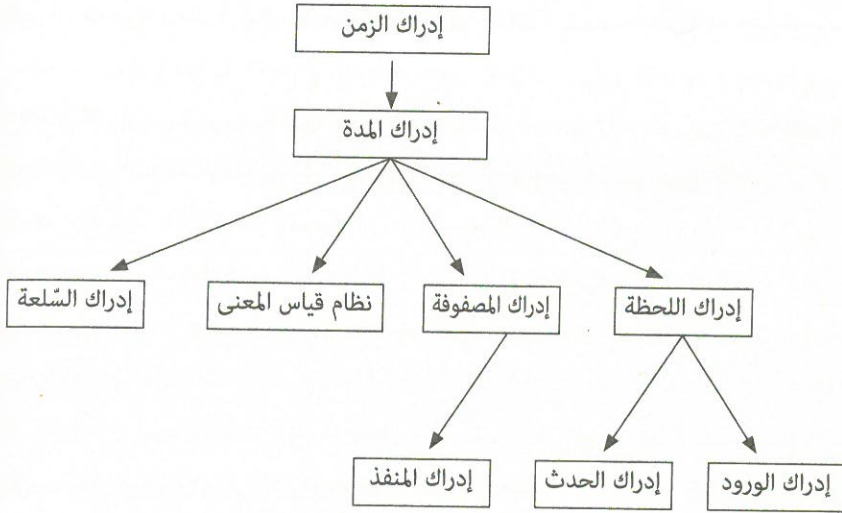 إدراك الزمن
إدراك المدة
إدراك اللحظة
إدراك المصفوفة
نظام قياس المعنى
إدراك السّلعة
إدراك الورود
إدراك الحدث
إدراك المنفذ